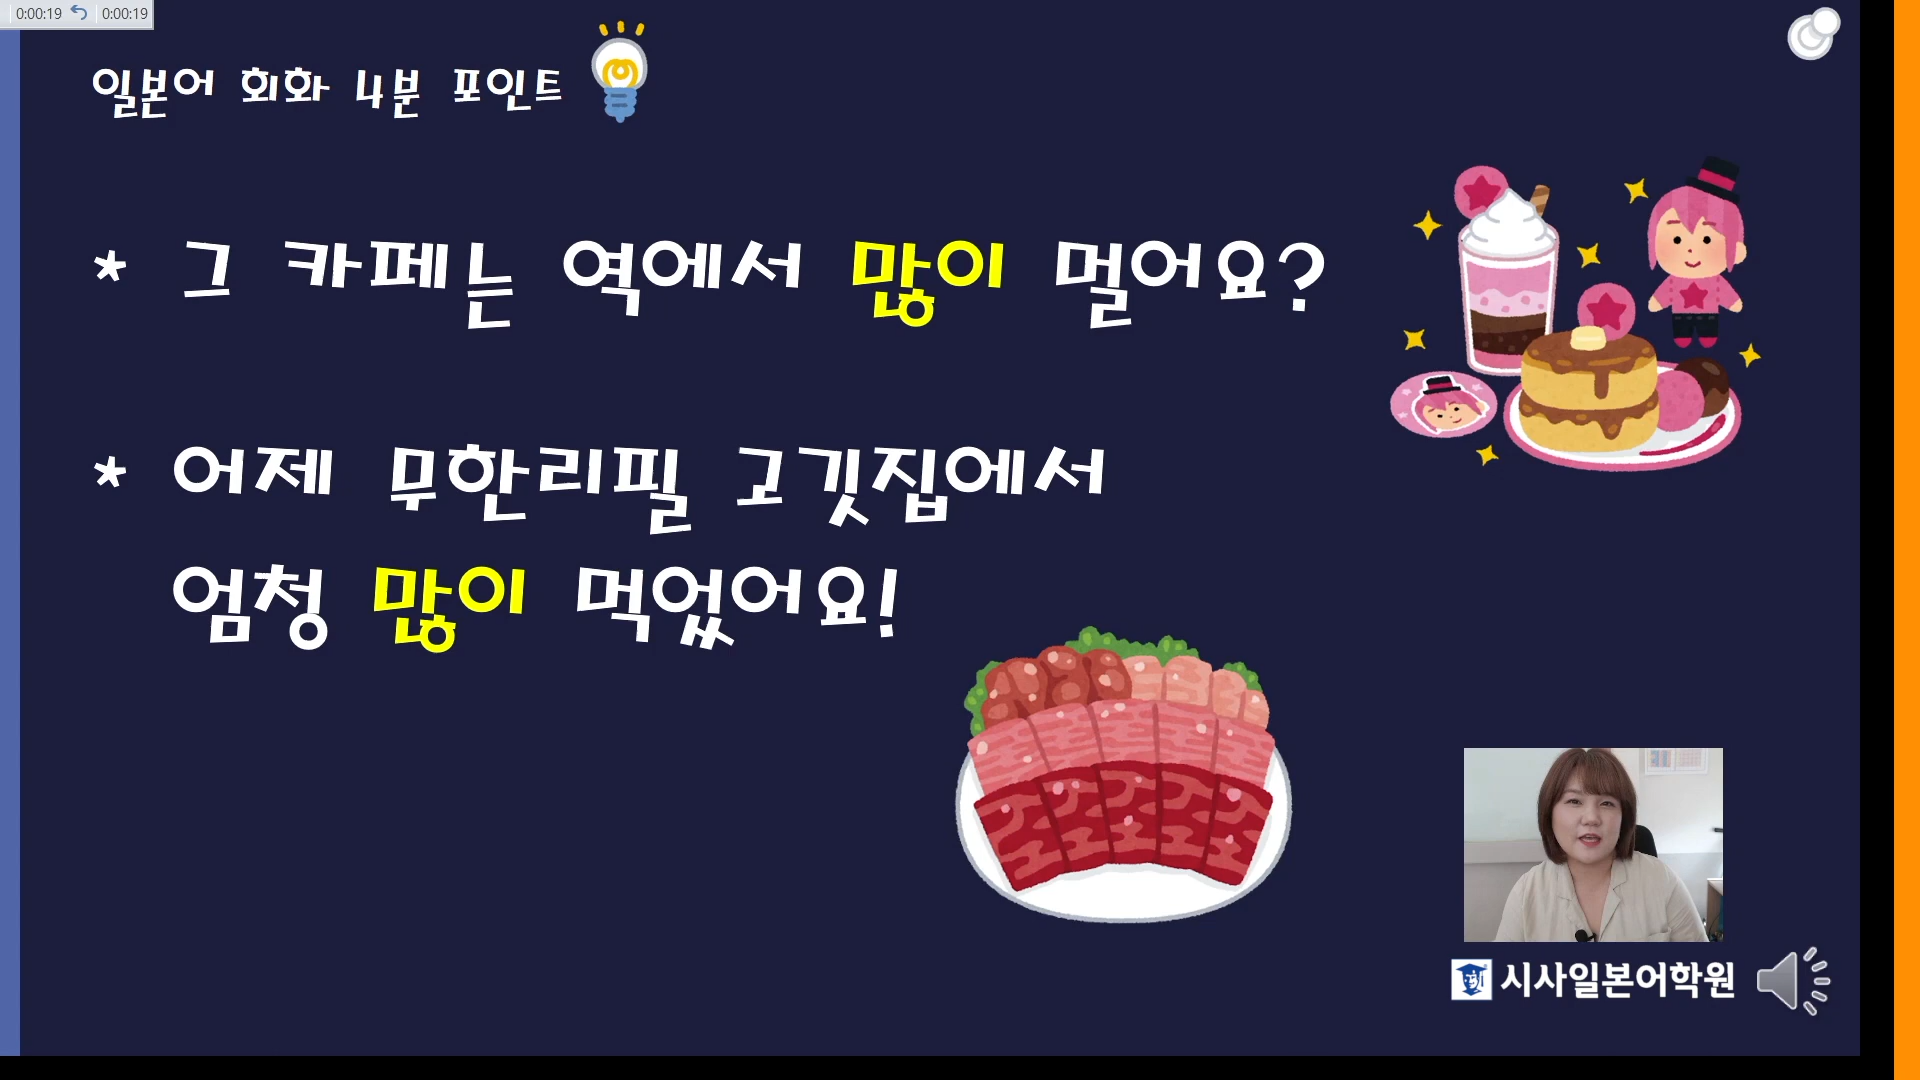 0:00:19 0:00:19
일본어 회화 4분 포인트
* 그 카페는 역에서 많이 멀어요?
* 어제 무한리필 고깃집에서
엄청 많이 먹었어요!
시사일본어학원